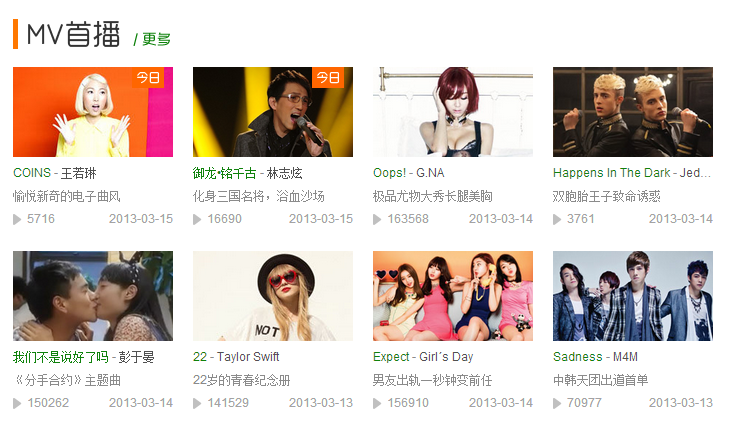 MV首播 / 更多
今日 今日
COINS - 王若琳 御龙•铭千古 - 林志炫 Oops! - G.NA Happens In The Dark - Jed...
愉悦新奇的电子曲风 化身三国名将，浴血沙场 极品尤物大秀长腿美胸 双胞胎王子致命诱惑
5716 2013-03-15 16690 2013-03-15 163568 2013-03-14 3761 2013-03-14
NOT
我们不是说好了吗 - 彭于晏 22 - Taylor Swift Expect - Girl´s Day Sadness - M4M
《分手合约》主题曲 22岁的青春纪念册 男友出轨一秒钟变前任 中韩天团出道首单
150262 2013-03-14 141529 2013-03-13 156910 2013-03-14 70977 2013-03-13